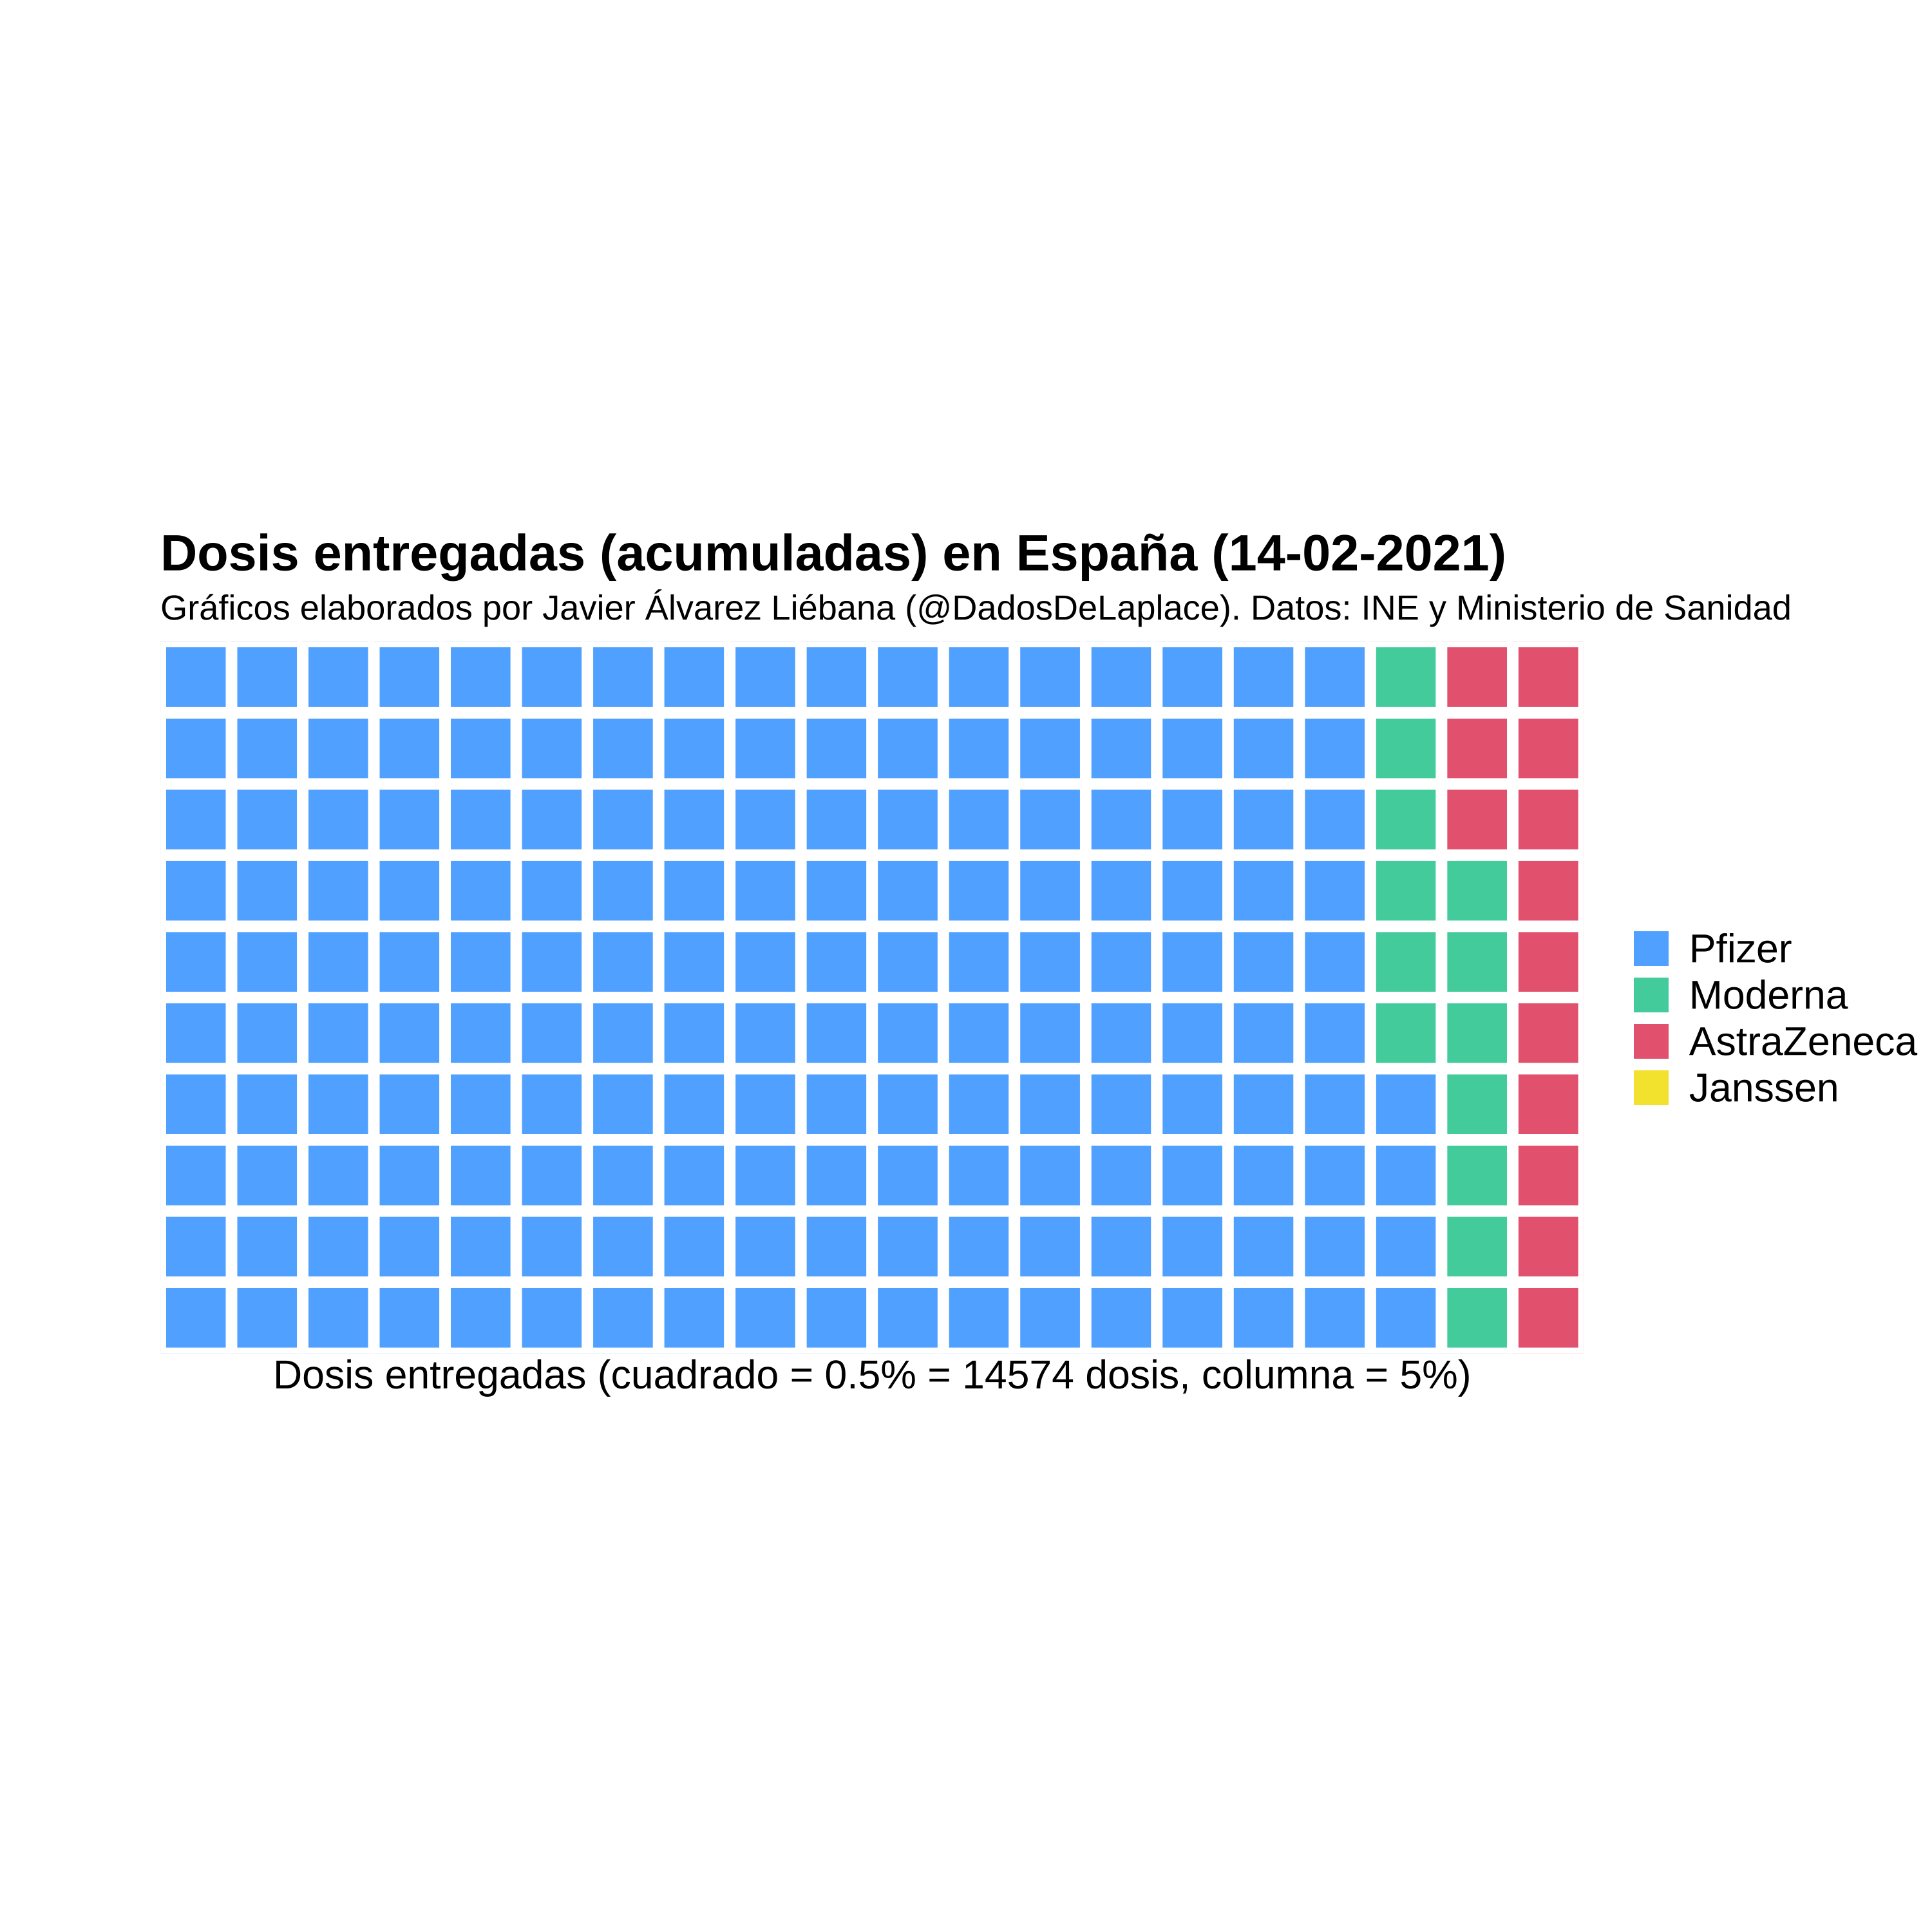 Dosis entregadas (acumuladas) en España (14-02-2021)
Gráficos elaborados por Javier Álvarez Liébana (@DadosDeLaplace). Datos: INE y Ministerio de Sanidad
Pfizer
Moderna
AstraZeneca
Janssen
Dosis entregadas (cuadrado = 0.5% = 14574 dosis, columna = 5%)